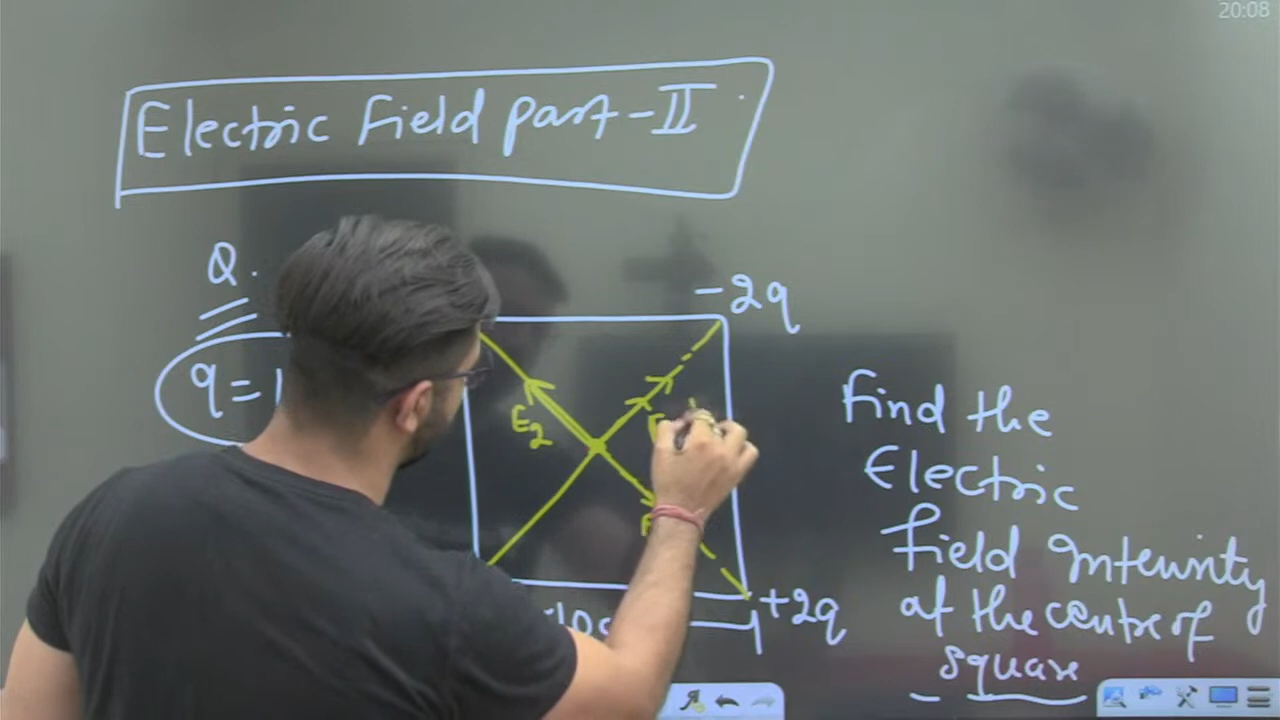 20:08
Electric Field Part-II
Q.
-2q
q = 1
E2
Find the
Electric
field intensity
at the centre of
square
+2q